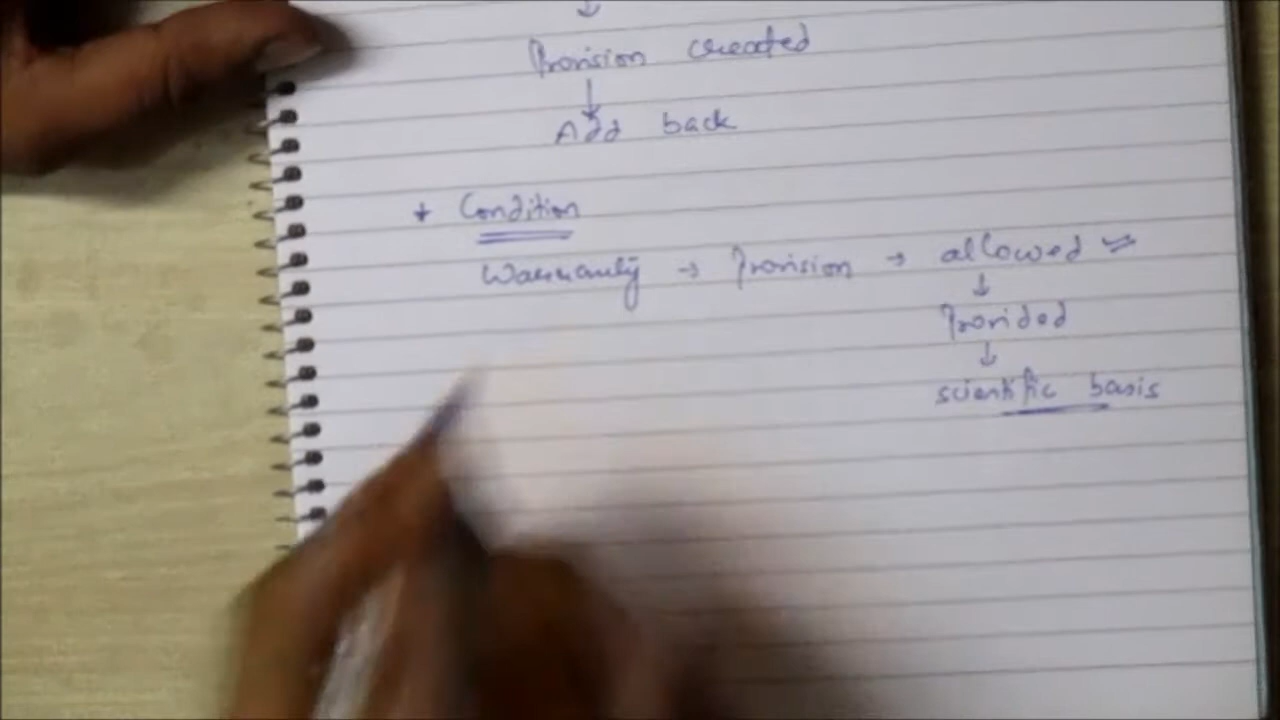 ↓
Provision created
↓
Add back
* Condition
Warranty → Provision → allowed
↓
Provided
↓
scientific basis